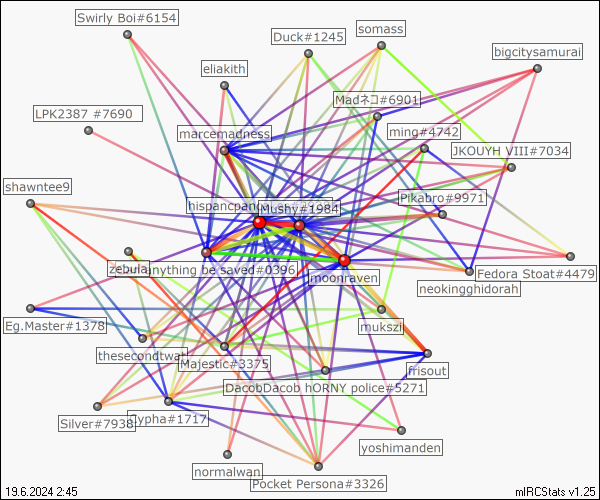 Swirly Boi#6154
somass
Duck#1245
bigcitysamurai
eliakith
Madネコ#6901
LPK2387 #7690
marcemadness
ming#4742
JKOUYH VIII#7034
shawntee9
Pikabro#9971
Mushy#1984
zebula
anything be saved#0396
moonraven
Fedora Stoat#4479
neokingghidorah
Eg.Master#1378
mukszi
thesecondtwat
Majestic#3375
frisout
DacobDacob hORNY police#5271
Silver#7938
typha#1717
yoshimanden
normalwan
Pocket Persona#3326
19.6.2024 2:45
mIRCStats v1.25